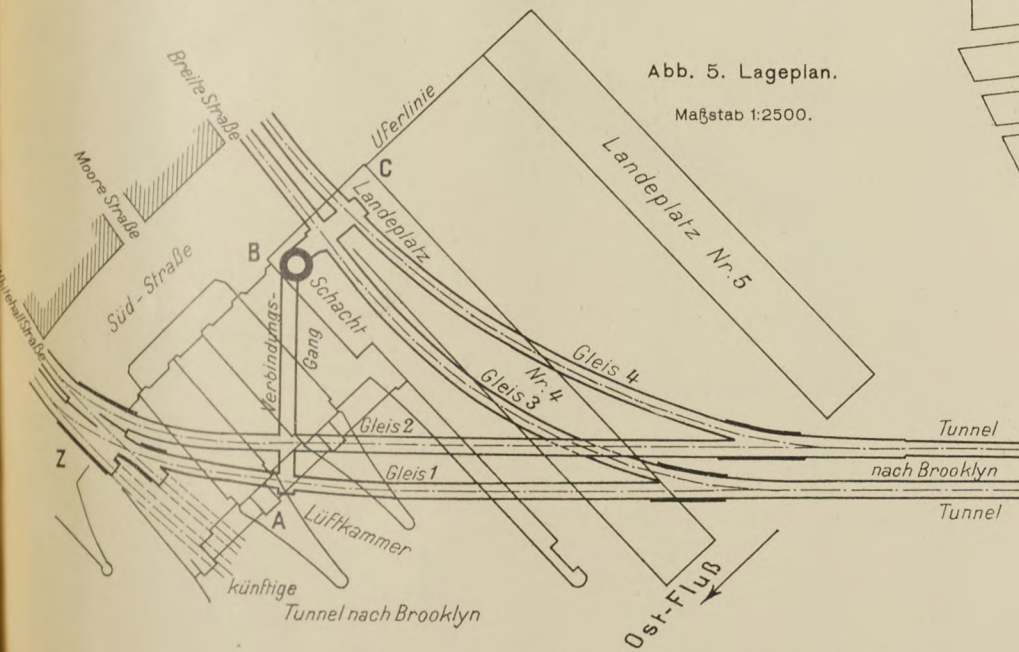 Abb. 5. Lageplan.
Maßstab 1:2500.
Breite Straße
Uferlinie
Moore Straße
C
Landeplatz
Nr. 4
Landeplatz Nr. 5
Süd-Straße
B
Schacht
Whitehall Straße
Verbindungs-
Gang
Gleis 4
Gleis 3
Gleis 2
Gleis 1
Z
Tunnel
nach Brooklyn
Tunnel
A
Lüftkammer
künftige
Tunnel nach Brooklyn
Ost-Fluß